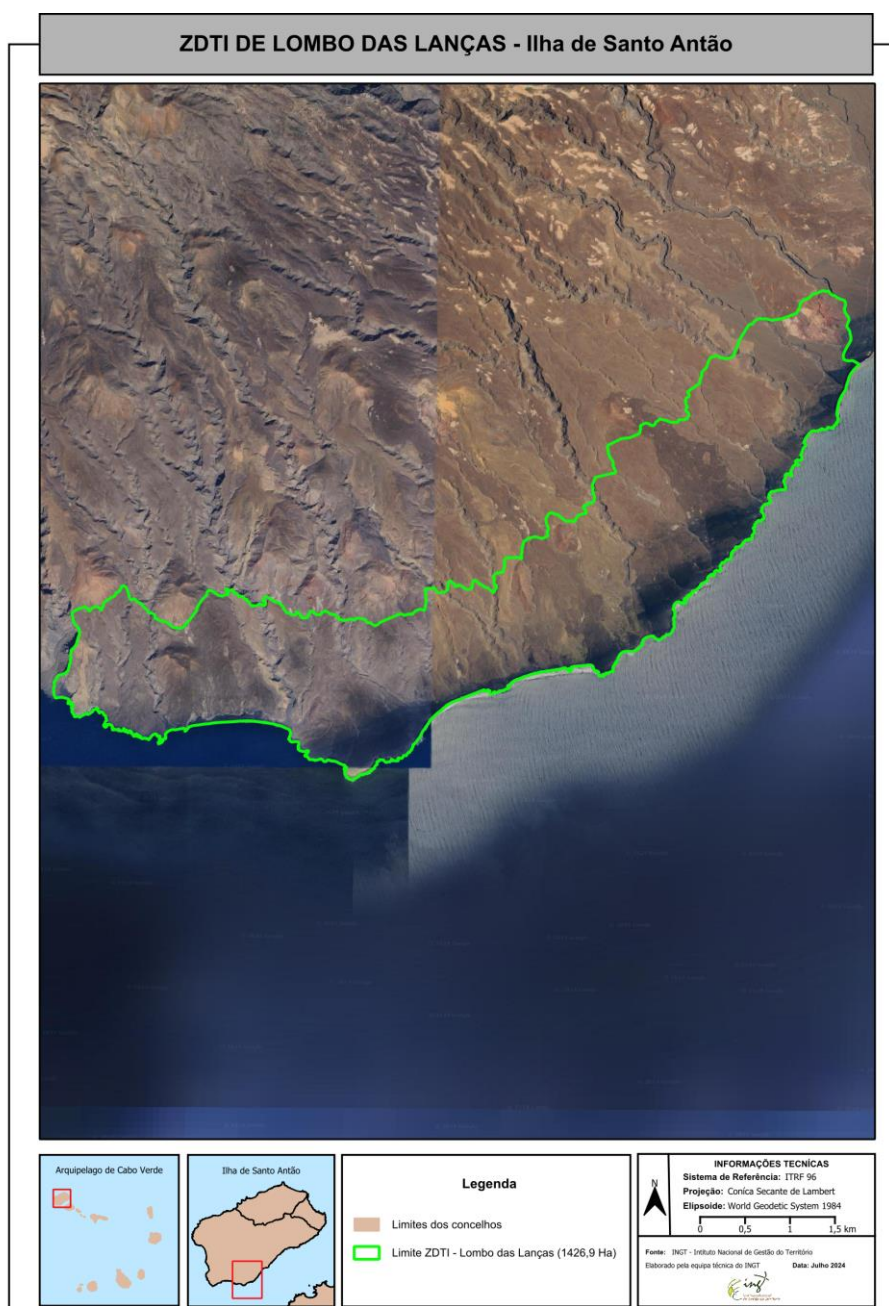 ZDTI DE LOMBO DAS LANÇAS - Ilha de Santo Antão
Arquipelago de Cabo Verde
Ilha de Santo Antão
Legenda
Limites dos concelhos
Limite ZDTI - Lombo das Lanças (1426,9 Ha)
N
INFORMAÇÕES TECNÍCAS
Sistema de Referência: ITRF 96
Projeção: Coníca Secante de Lambert
Elipsoide: World Geodetic System 1984
0 0,5 1 1,5 km
Fonte: INGT - Intituto Nacional de Gestão do Território
Elaborado pela equipa técnica do INGT Data: Julho 2024
ingt